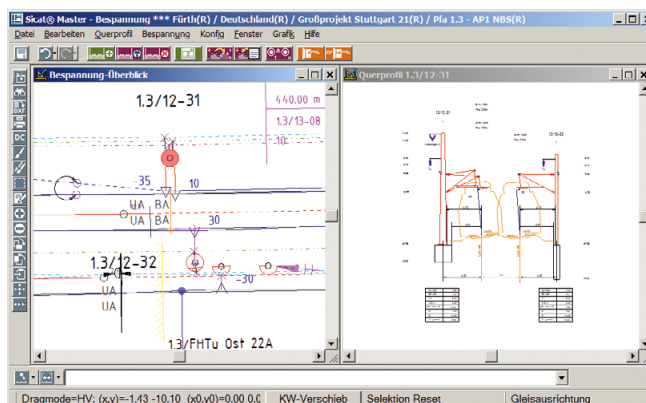 Sicat® Master - Bespannung *** Fürth(R) / Deutschland(R) / Großprojekt Stuttgart 21(R) / Pfa 1.3 - AP1 NBS(R)
Datei Bearbeiten Querprofil Bespannung Konfig Fenster Grafik Hilfe
Bespannung-Überblick
Querprofil 1.3/12-31
1.3/12-31
440.00 m
1.3/13-08
10
-35
10
UA BA
UA BA
30
1.3/12-32
-30
UA
UA
1.3/FHTu Ost 22A
DXF
DC
Dragmode=HV; (x,y)=-1.43 -10.10 (x0,y0)=0.00 0.0
KW-Verschieb
Selektion Reset
Gleisausrichtung